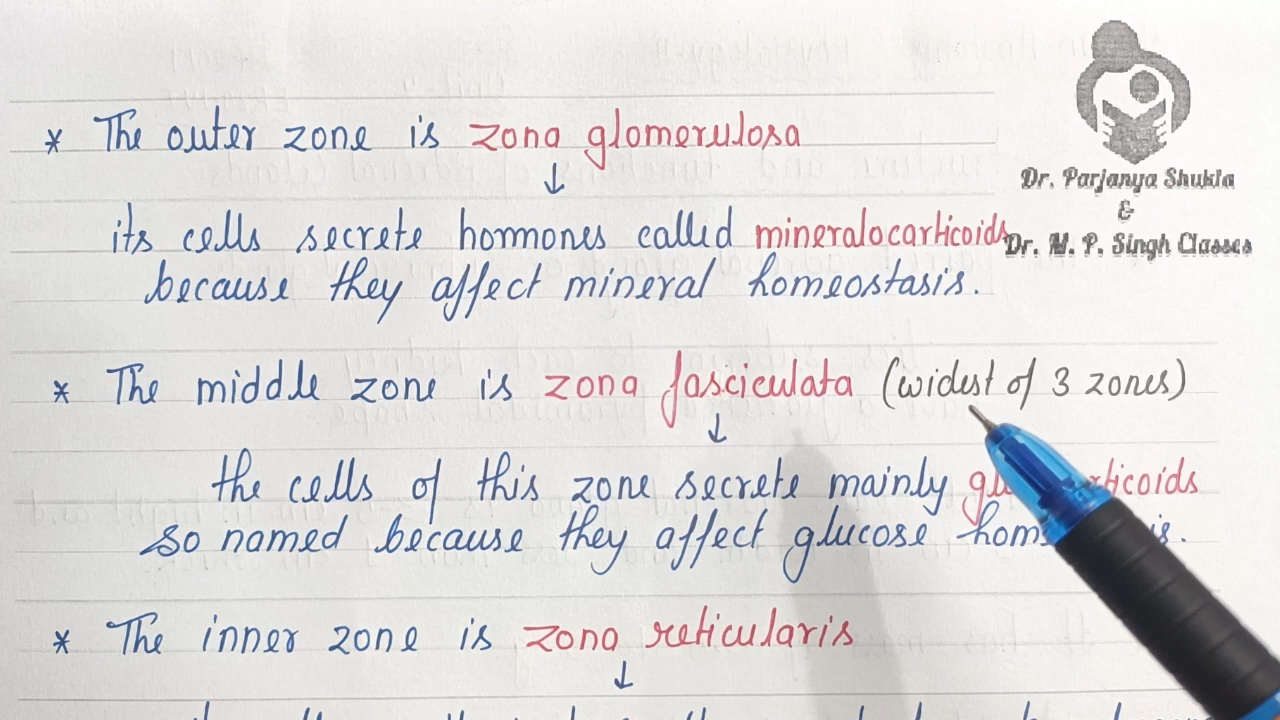 * The outer zone is zona glomerulosa
↓
its cells secrete hormones called mineralocorticoids
because they affect mineral homeostasis.
* The middle zone is zona fasciculata (widest of 3 zones)
↓
the cells of this zone secrete mainly
so named because they affect glucose
* The inner zone is zona reticularis
↓
Dr. Parjanya Shukla
&
Dr. M. P. Singh Classes